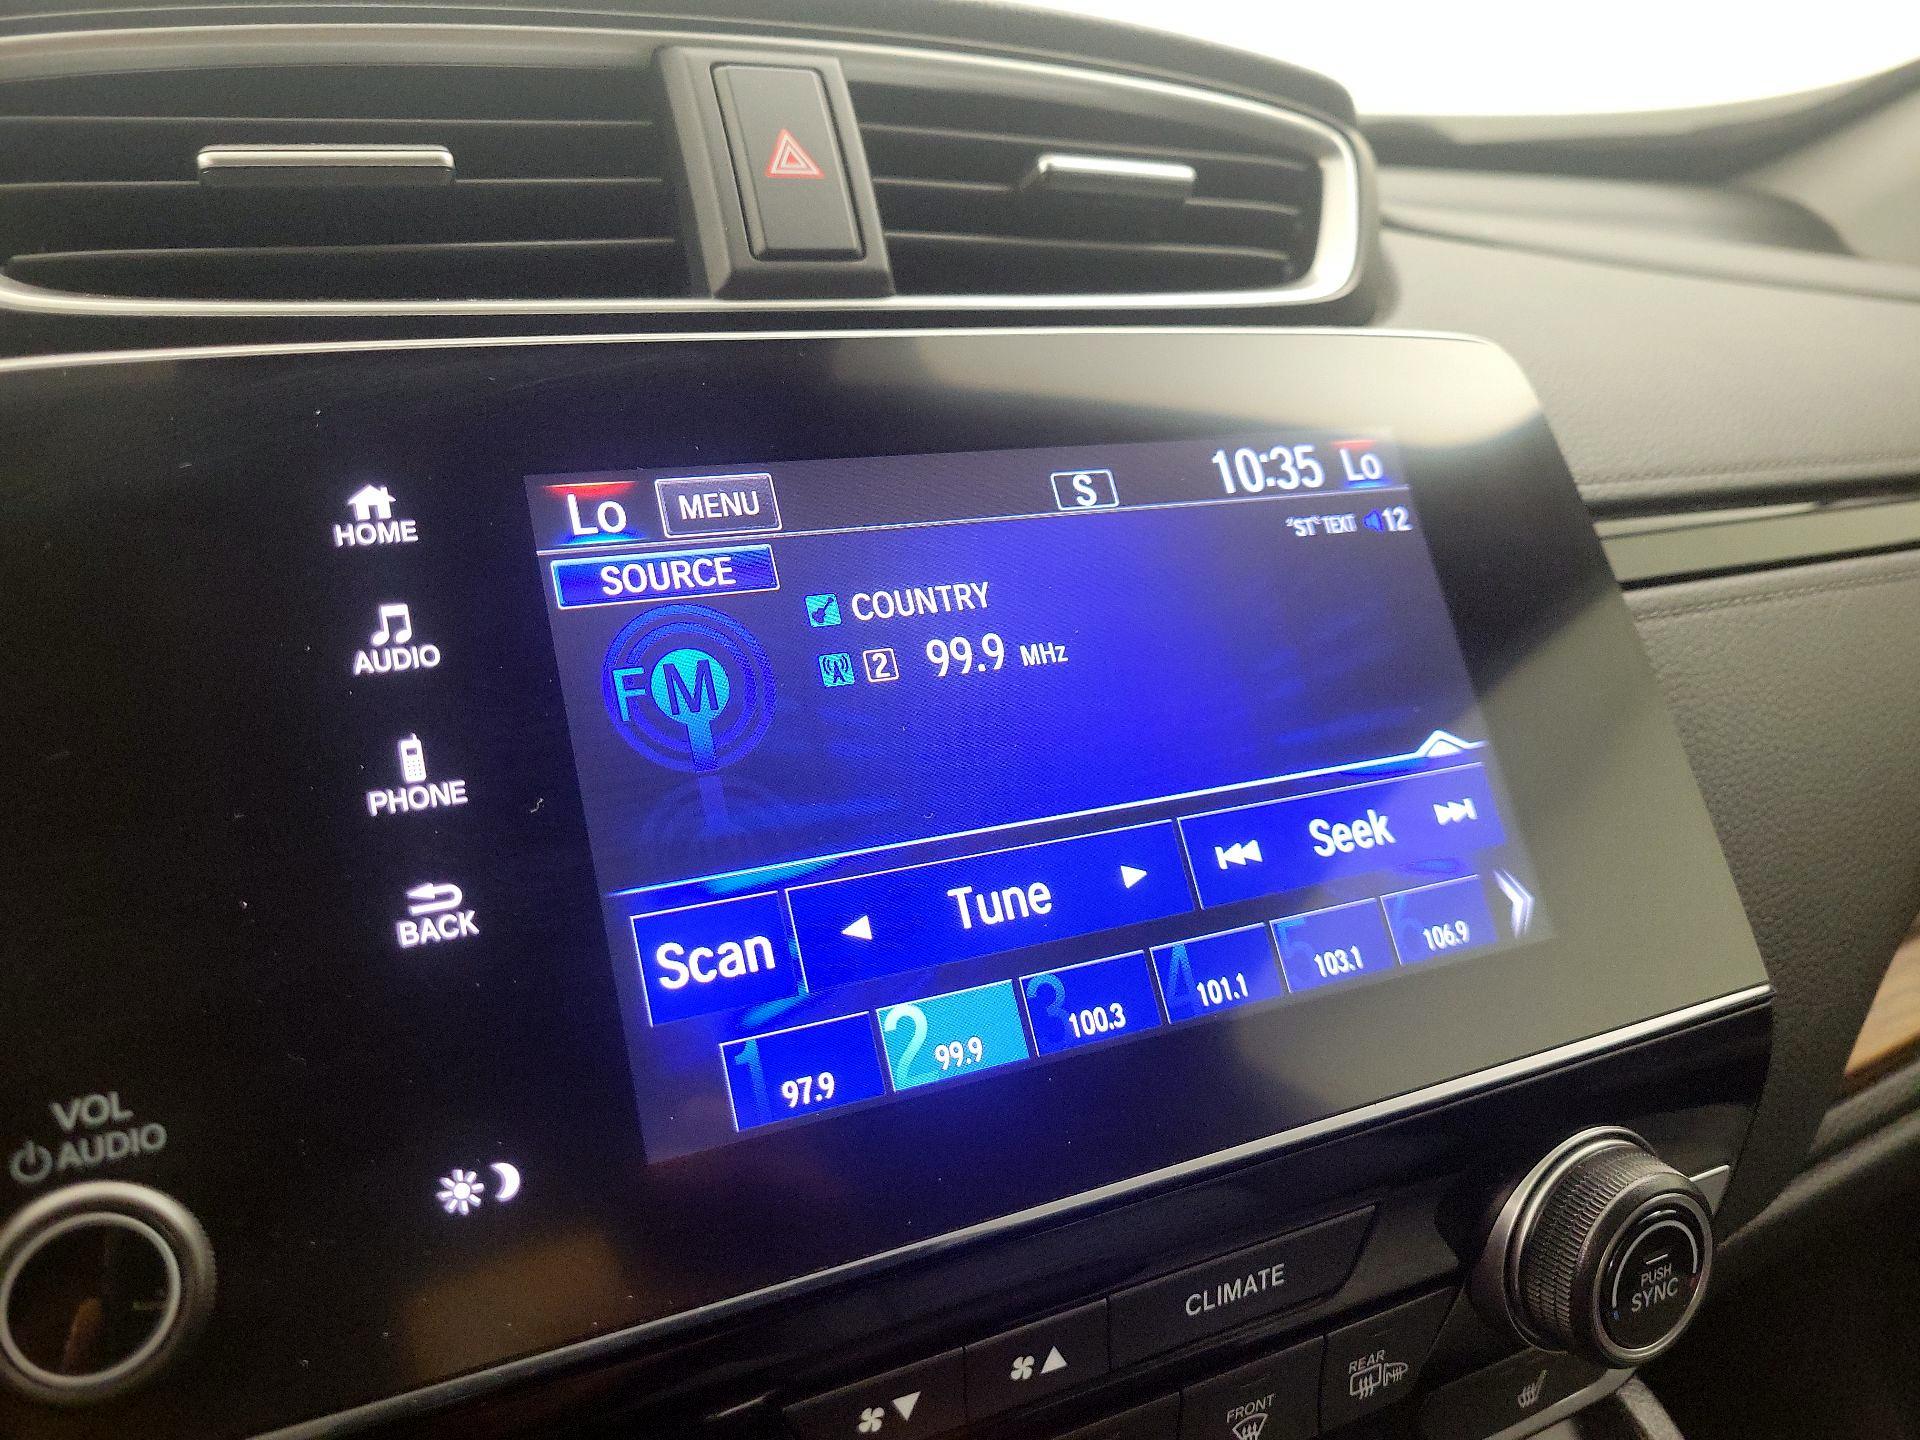 Lo MENU S 10:35 Lo
"ST" TEXT 12
SOURCE
COUNTRY
FM
2 99.9 MHz
HOME
AUDIO
PHONE
BACK
Tune
Seek
Scan
1 97.9
2 99.9
3 100.3
4 101.1
5 103.1
6 106.9
VOL
AUDIO
CLIMATE
PUSH
SYNC
REAR
FRONT